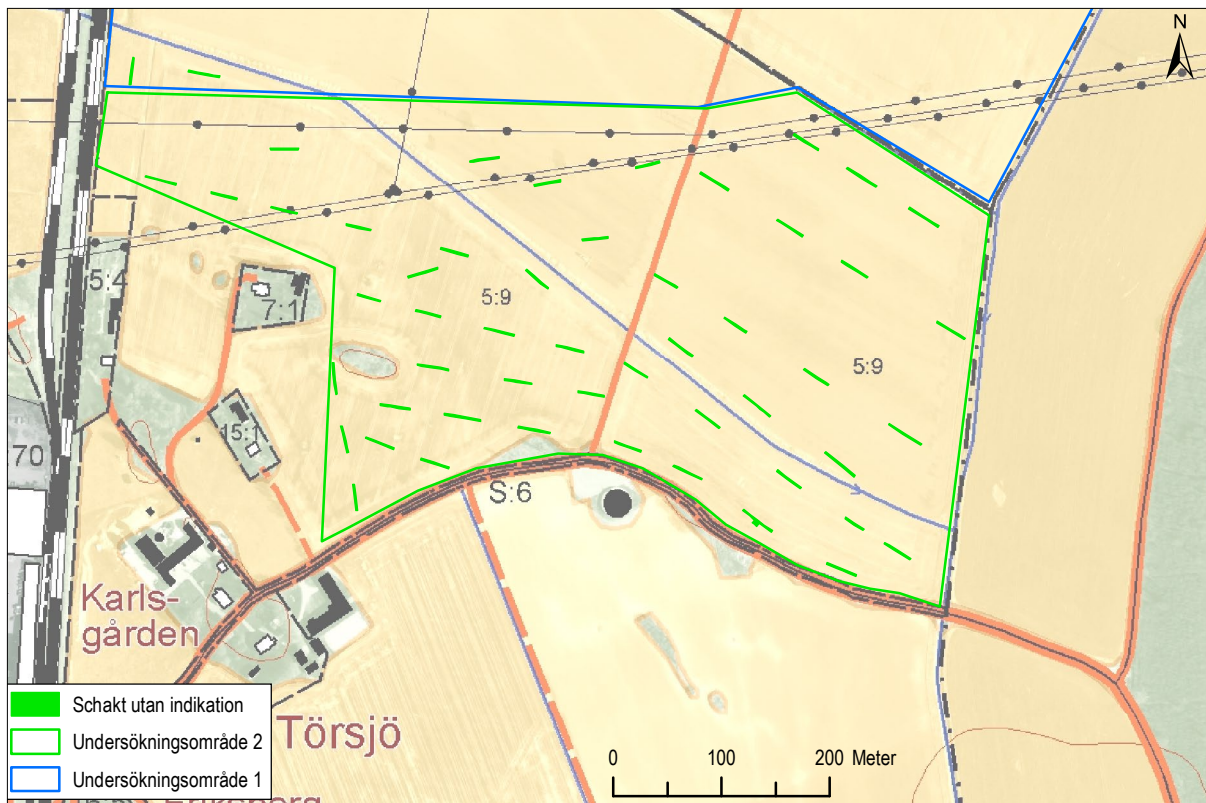 N
5:4
7:1
5:9
5:9
15:1
:70
S:6
Karls-
gården
Törsjö
Schakt utan indikation
Undersökningsområde 2
Undersökningsområde 1
0 100 200 Meter